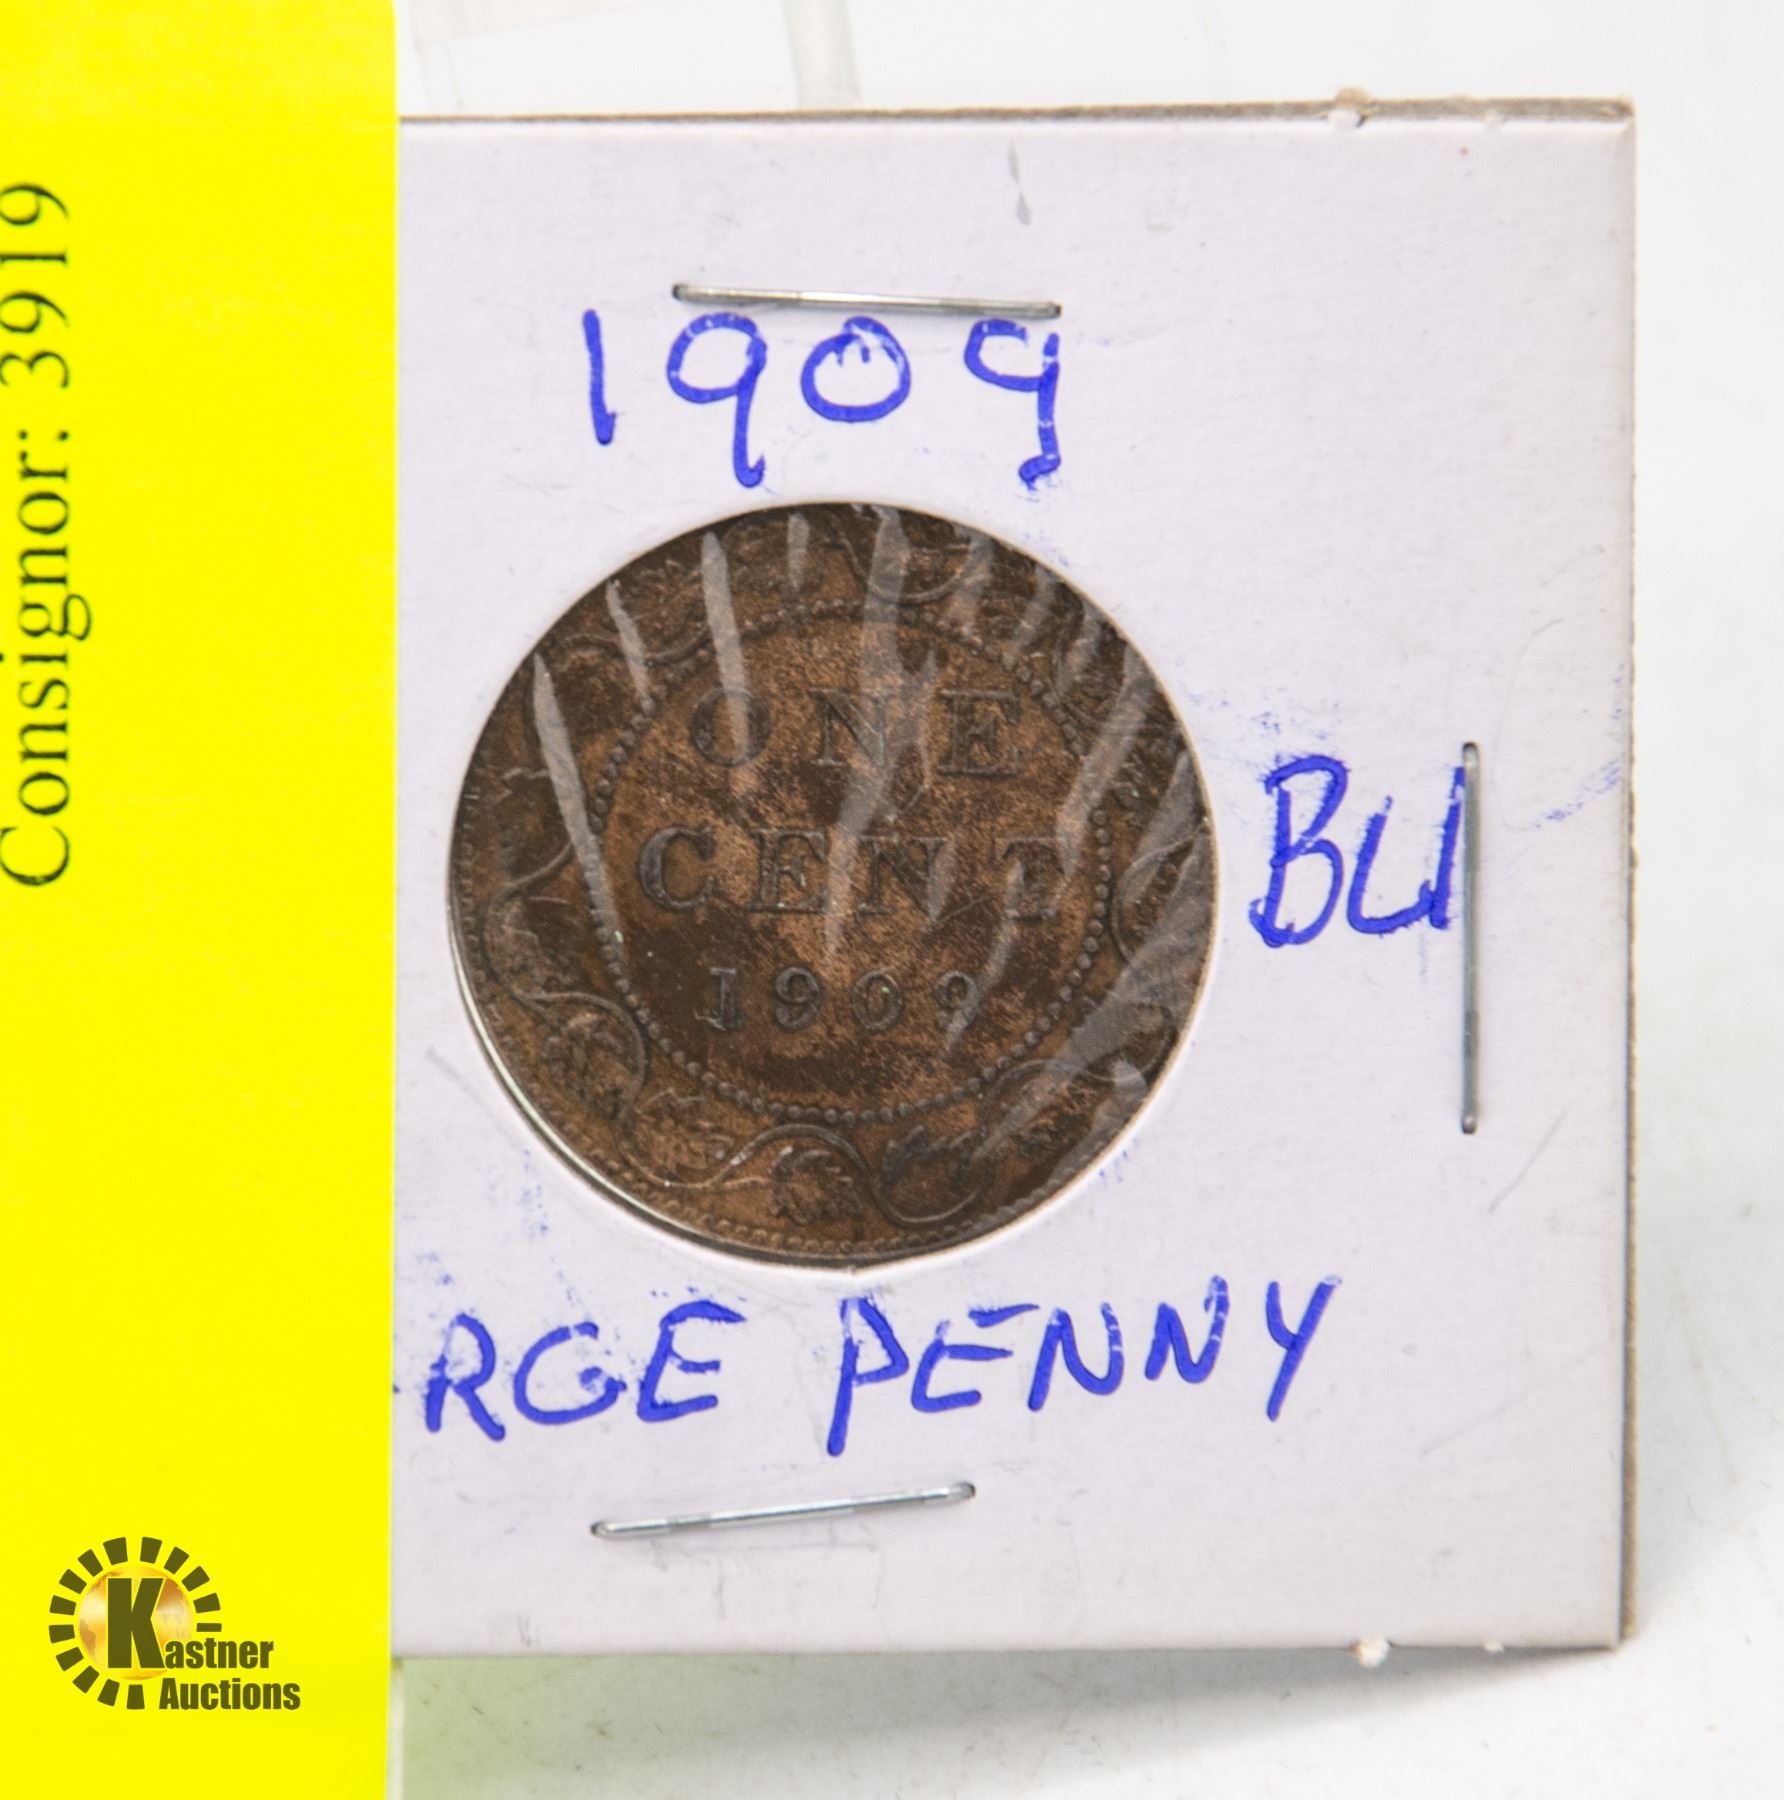 Consignor: 3919
1909
ONE
CENT
1909
BU
RGE PENNY
Kastner
Auctions